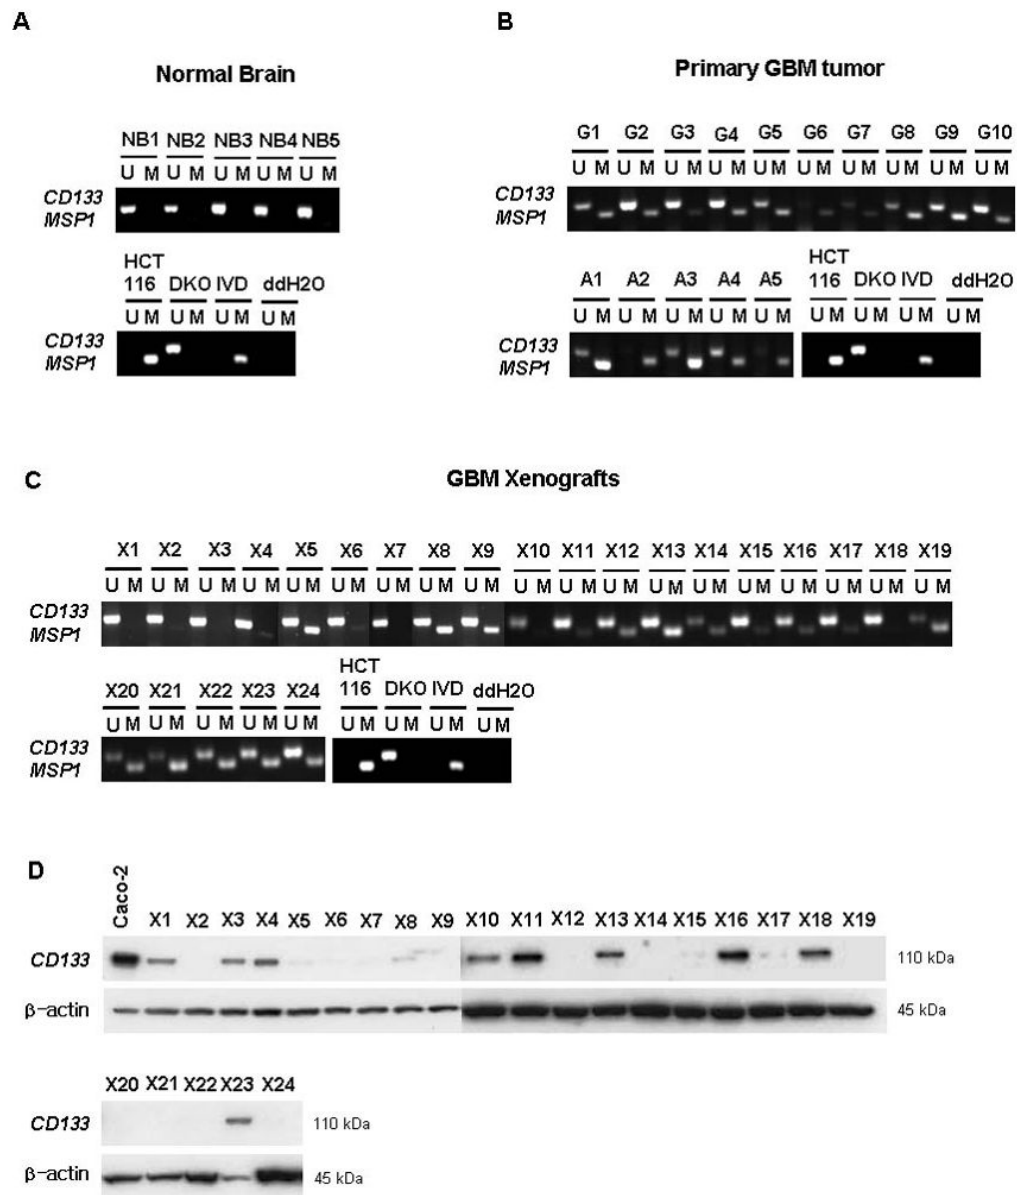 A
Normal Brain
NB1 NB2 NB3 NB4 NB5
U M U M U M U M U M
CD133
MSP1
HCT
116 DKO IVD ddH2O
U M U M U M U M
CD133
MSP1
B
Primary GBM tumor
G1 G2 G3 G4 G5 G6 G7 G8 G9 G10
U M U M U M U M U M U M U M U M U M U M
CD133
MSP1
HCT
A1 A2 A3 A4 A5 116 DKO IVD ddH2O
U M U M U M U M U M U M U M U M U M
CD133
MSP1
C
GBM Xenografts
X1 X2 X3 X4 X5 X6 X7 X8 X9 X10 X11 X12 X13 X14 X15 X16 X17 X18 X19
U M U M U M U M U M U M U M U M U M U M U M U M U M U M U M U M U M U M U M
CD133
MSP1
HCT
X20 X21 X22 X23 X24 116 DKO IVD ddH2O
U M U M U M U M U M U M U M U M U M
CD133
MSP1
D
Caco-2 X1 X2 X3 X4 X5 X6 X7 X8 X9 X10 X11 X12 X13 X14 X15 X16 X17 X18 X19
CD133 110 kDa
β-actin 45 kDa
X20 X21 X22 X23 X24
CD133 110 kDa
β-actin 45 kDa